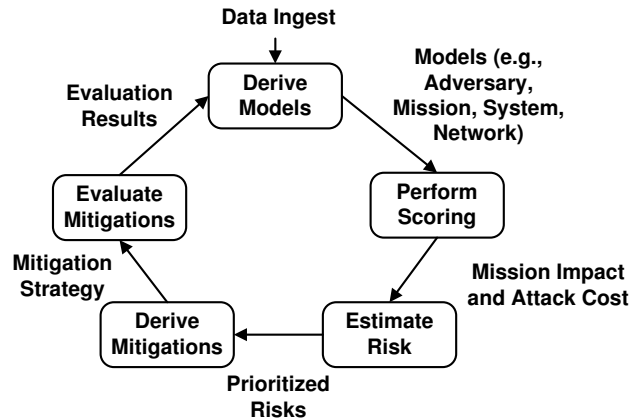 Data Ingest
Derive
Models
Models (e.g.,
Adversary,
Mission, System,
Network)
Evaluation
Results
Evaluate
Mitigations
Perform
Scoring
Mitigation
Strategy
Mission Impact
and Attack Cost
Derive
Mitigations
Estimate
Risk
Prioritized
Risks